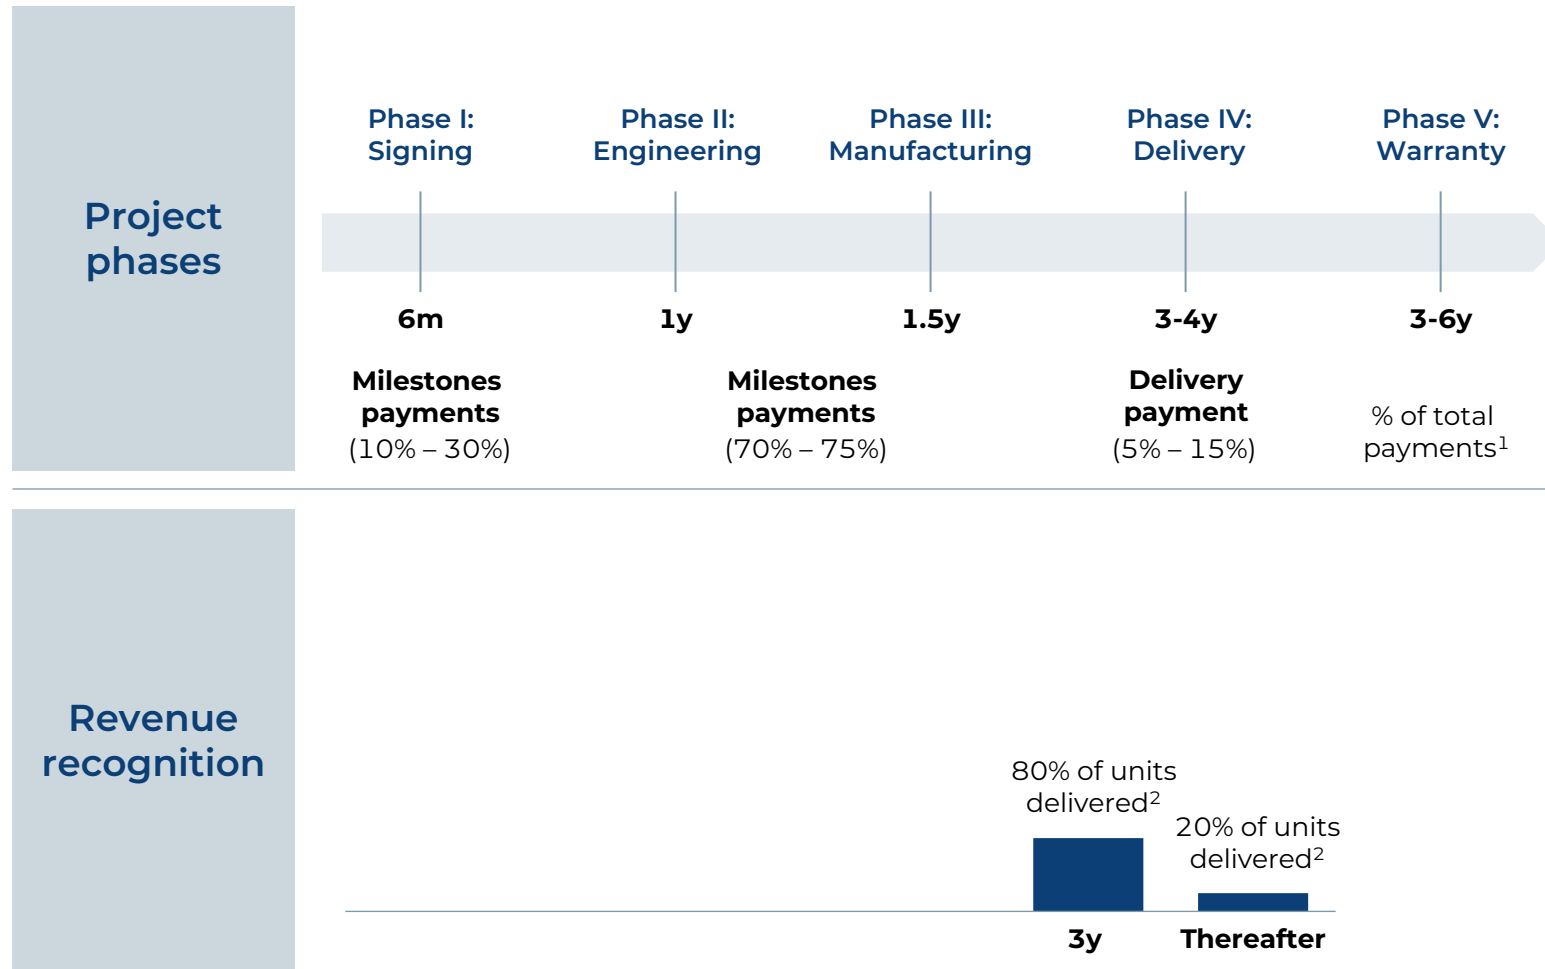 Project
phases
Phase I:
Signing
Phase II:
Engineering
Phase III:
Manufacturing
Phase IV:
Delivery
Phase V:
Warranty
6m
1y
1.5y
3-4y
3-6y
Milestones
payments
(10% – 30%)
Milestones
payments
(70% – 75%)
Delivery
payment
(5% – 15%)
% of total
payments¹
Revenue
recognition
80% of units
delivered²
20% of units
delivered²
3y
Thereafter